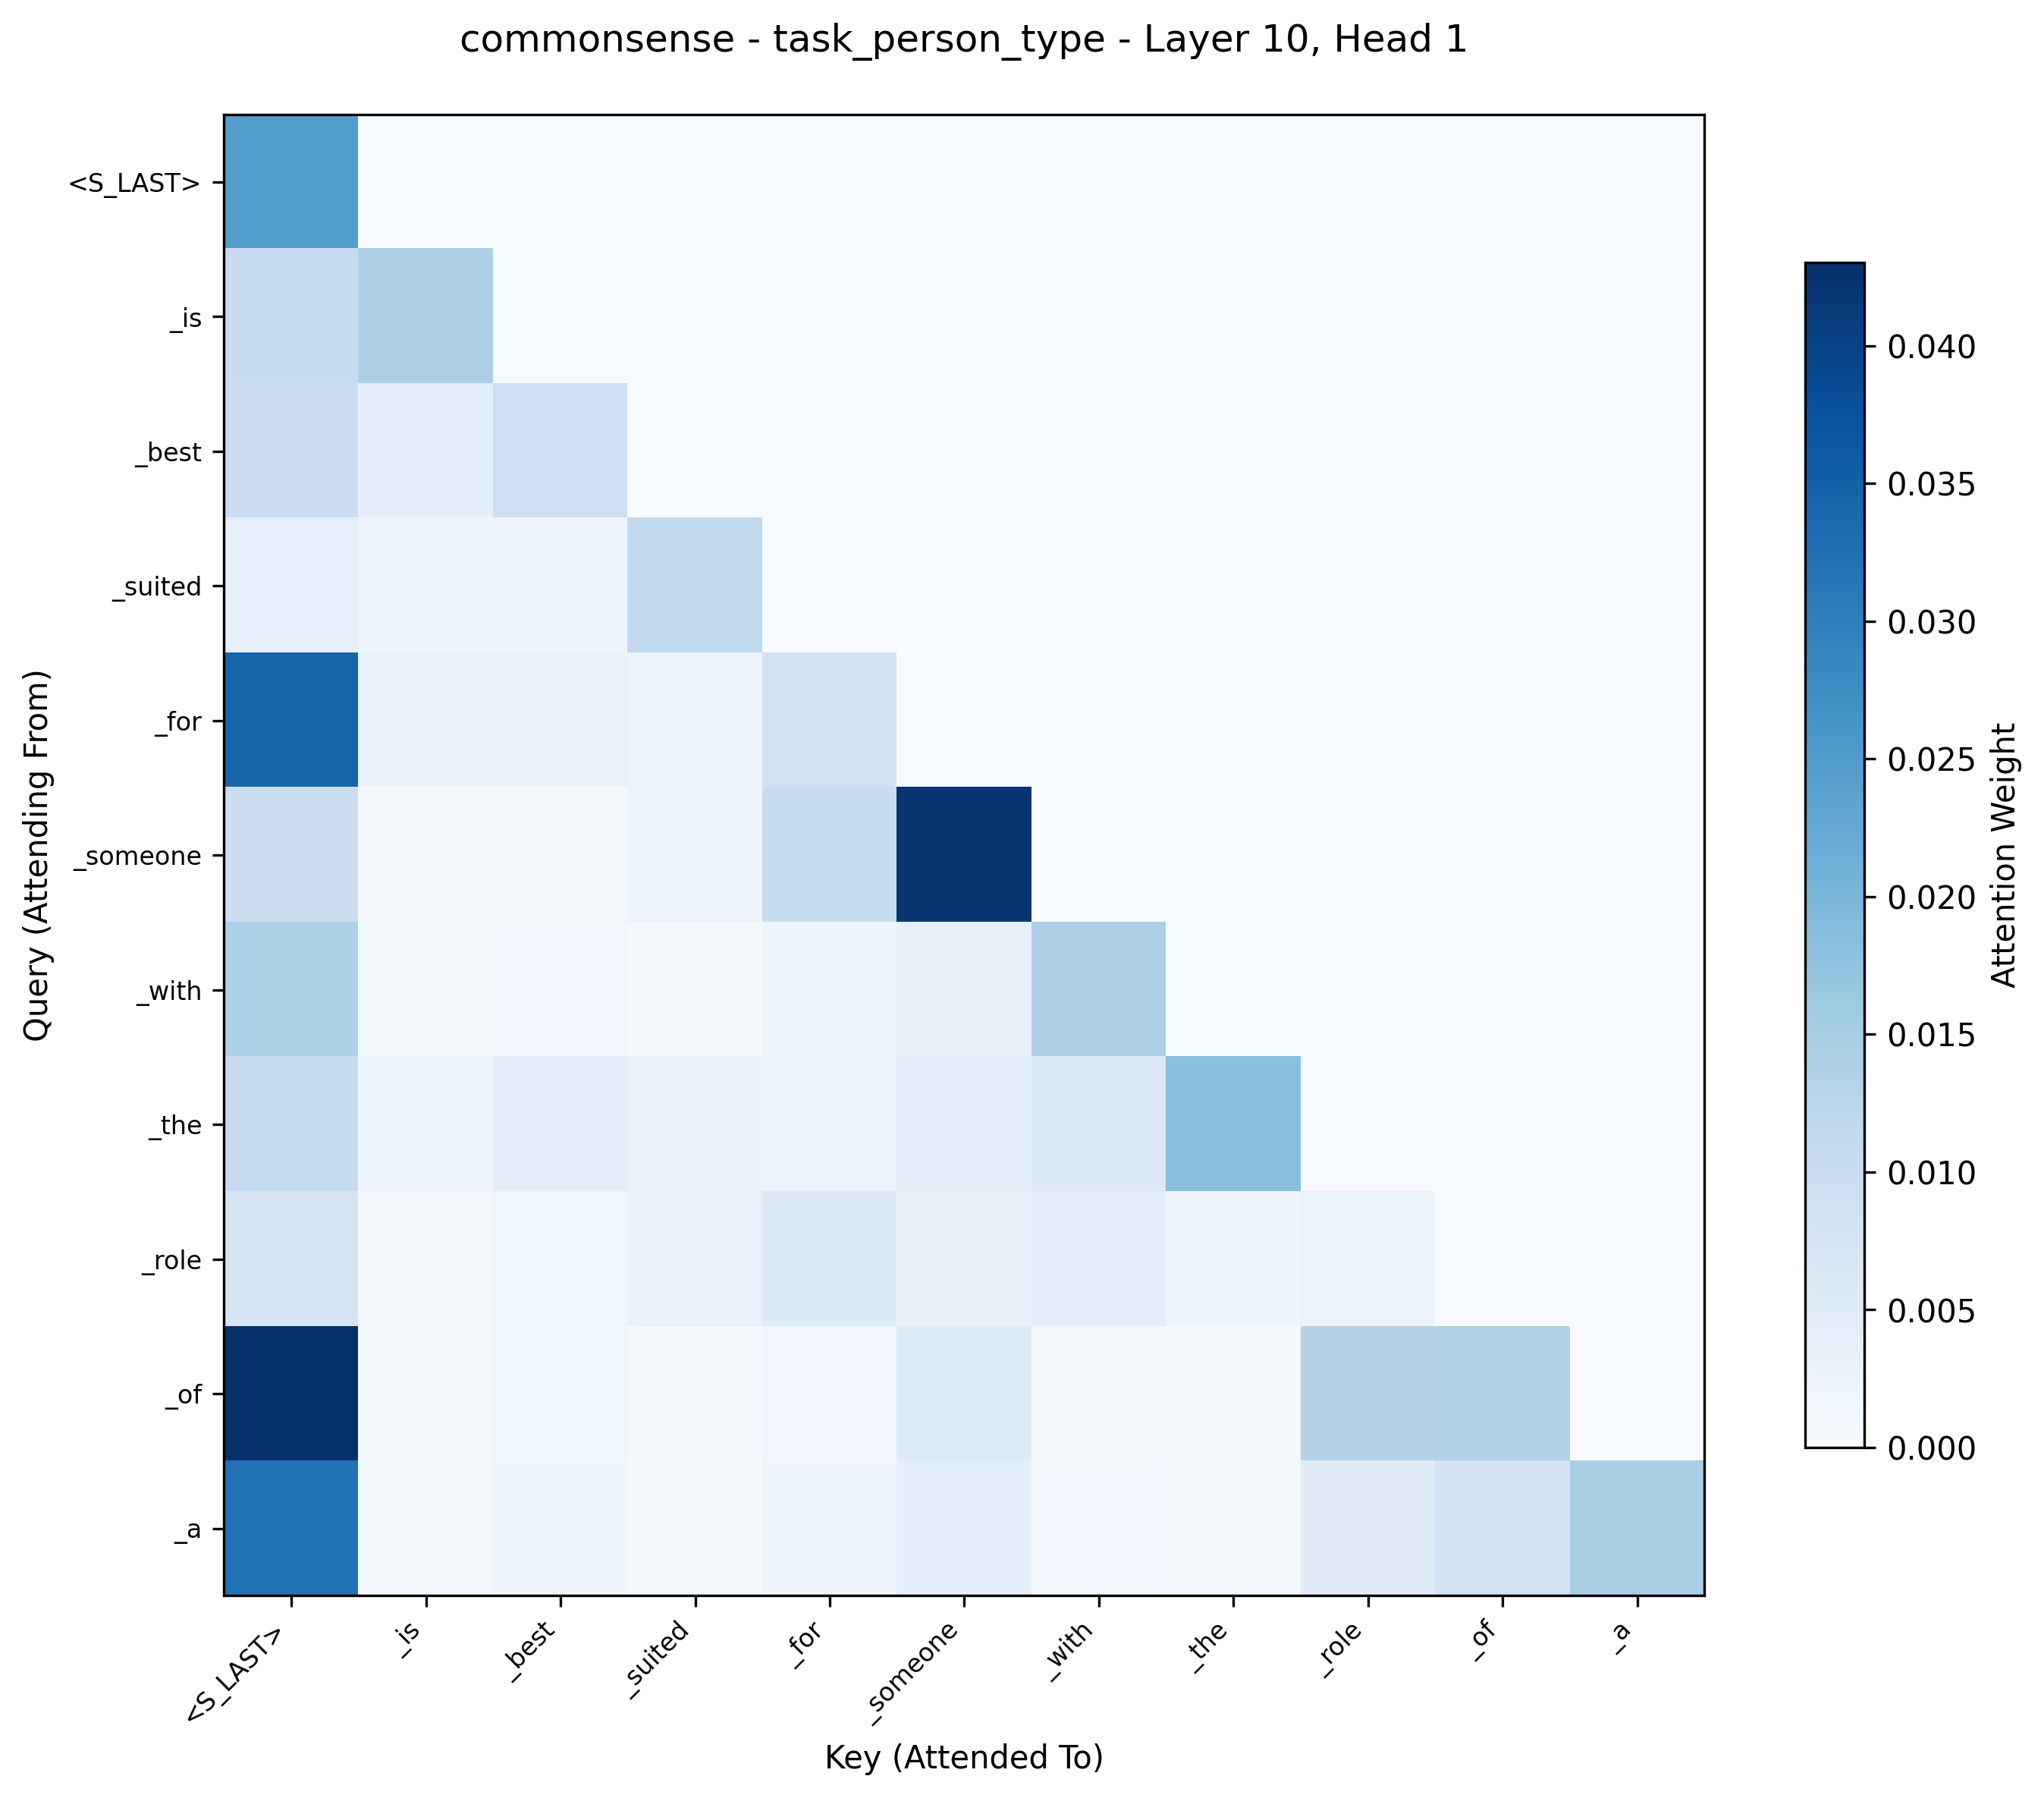 commonsense - task_person_type - Layer 10, Head 1
Query (Attending From)
<S_LAST>
_is
_best
_suited
_for
_someone
_with
_the
_role
_of
_a
<S_LAST>
_is
_best
_suited
_for
_someone
_with
_the
_role
_of
_a
Key (Attended To)
0.040
0.035
0.030
0.025
0.020
0.015
0.010
0.005
0.000
Attention Weight